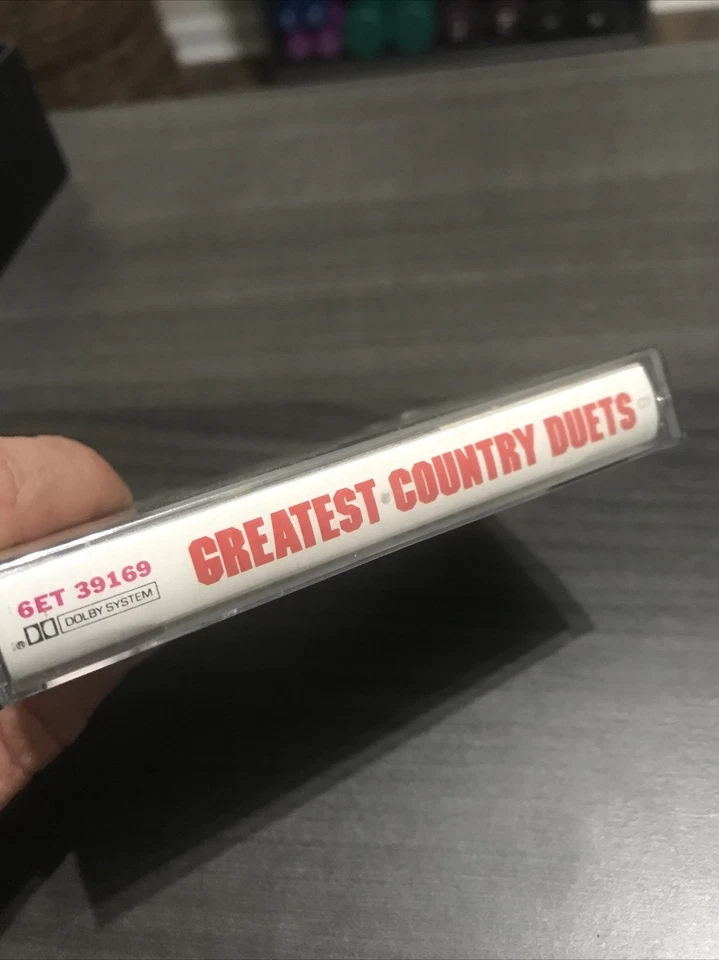 GREATEST COUNTRY DUETS
6ET 39169
® DOLBY SYSTEM